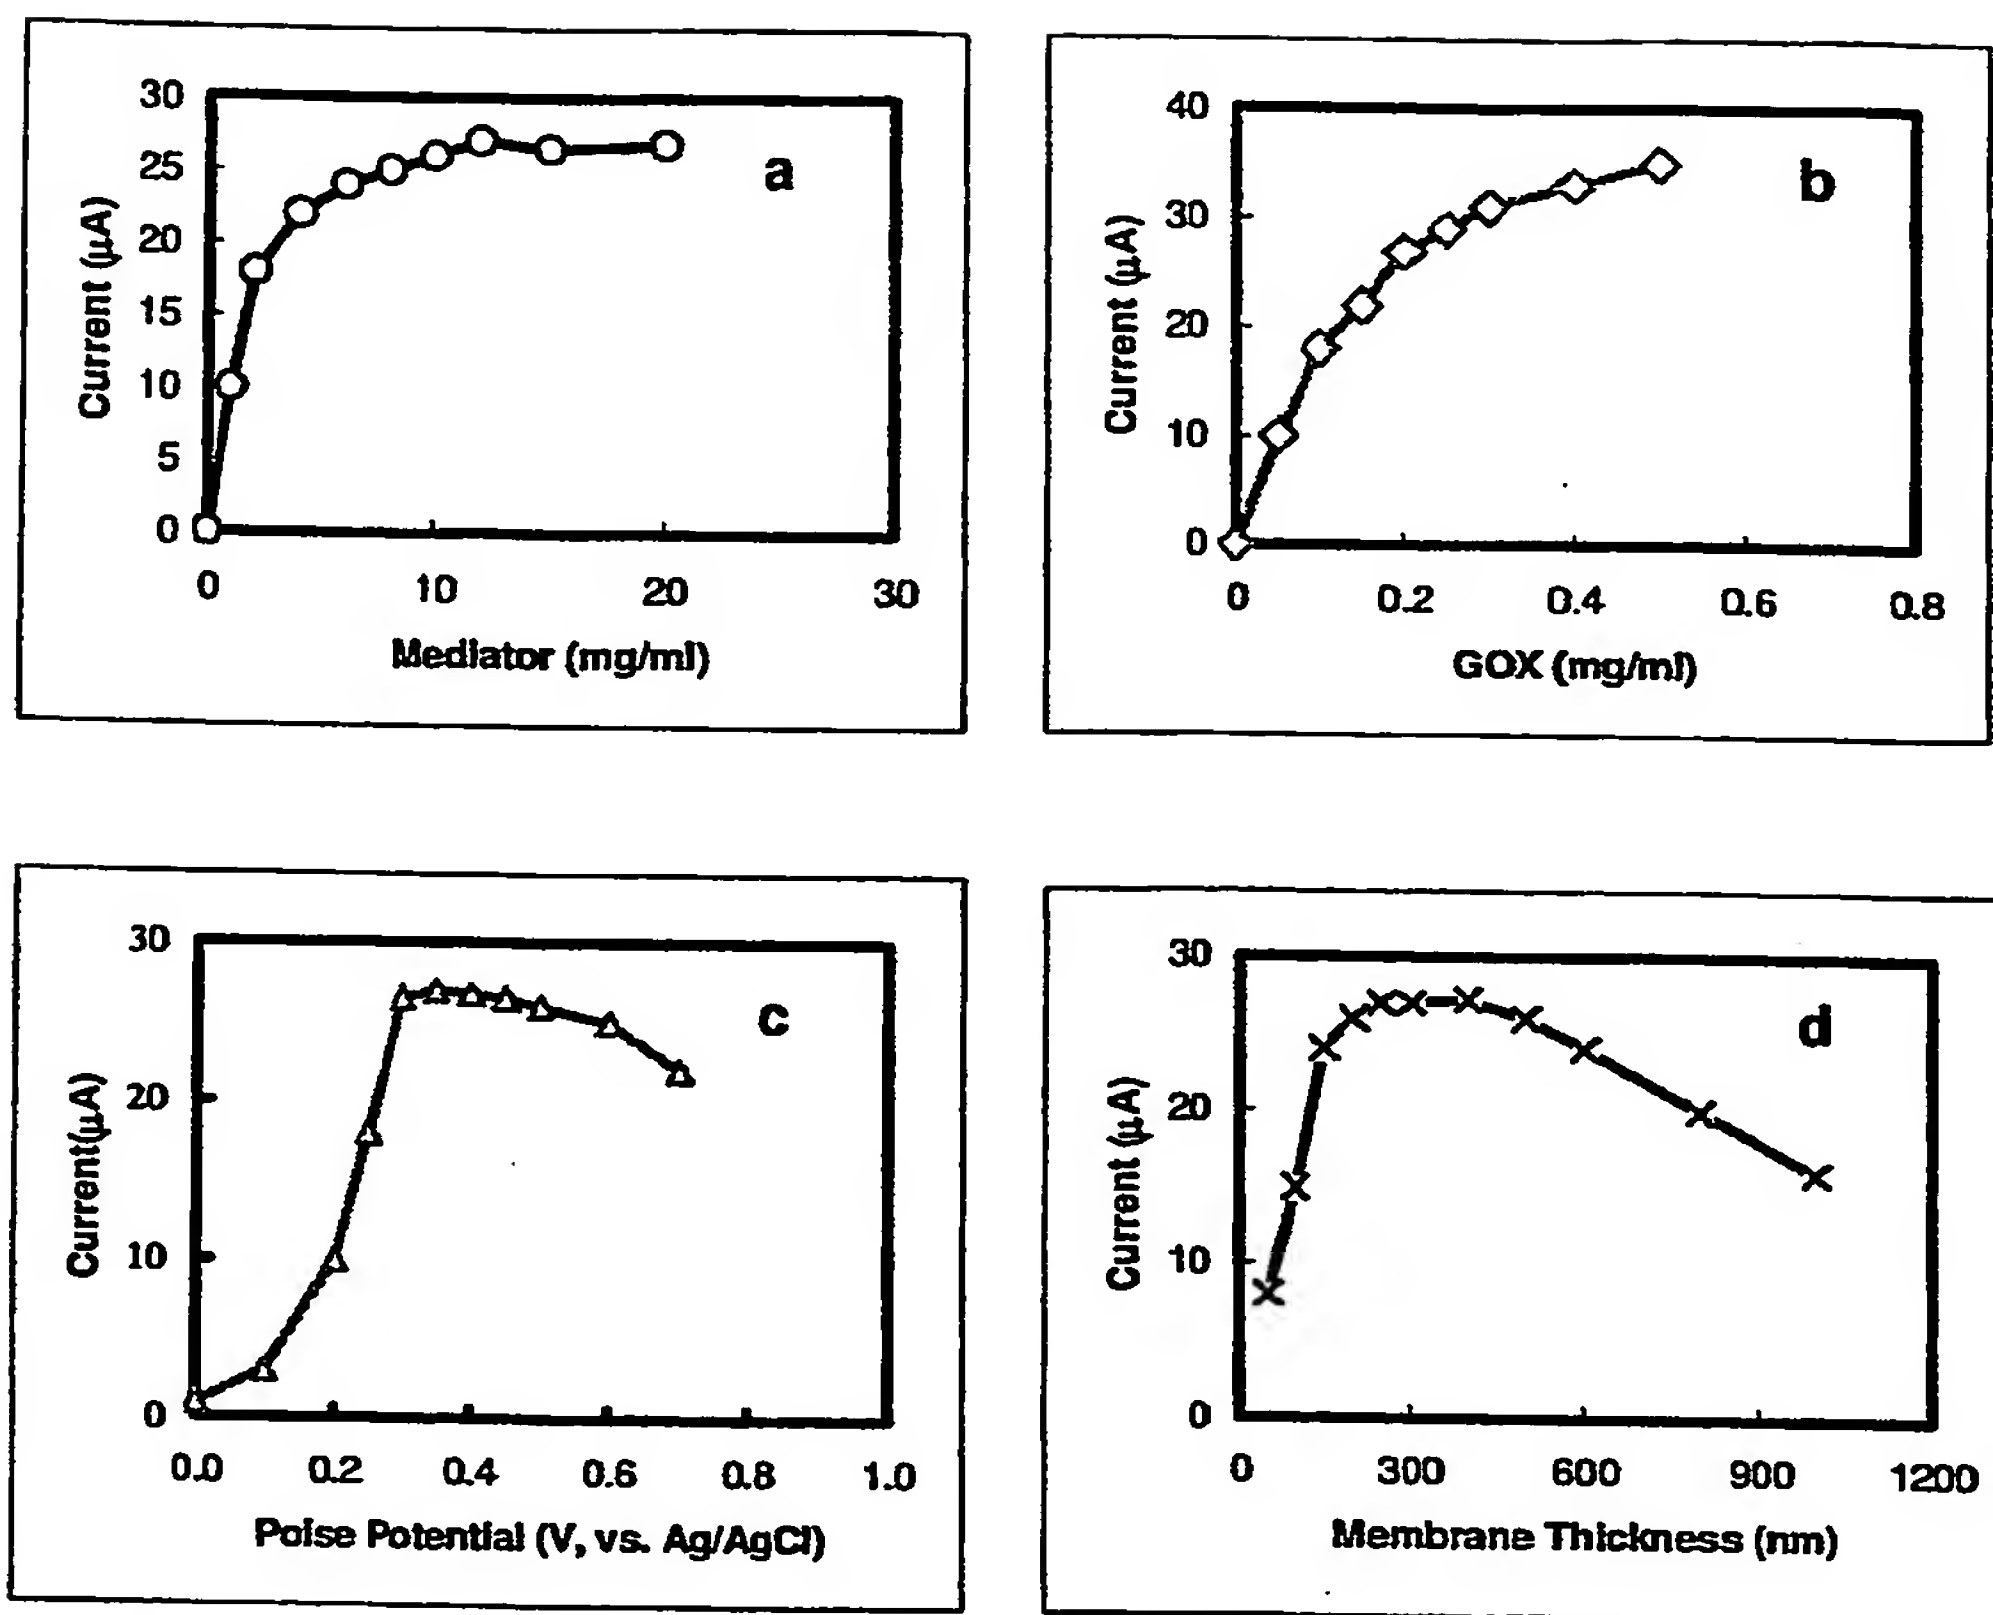 30
25
20
15
10
5
0
0 10 20 30
Current (μA)
Mediator (mg/ml)
a
40
30
20
10
0
0 0.2 0.4 0.6 0.8
Current (μA)
GOX (mg/ml)
b
30
20
10
0
0.0 0.2 0.4 0.6 0.8 1.0
Current(μA)
Poise Potential (V, vs. Ag/AgCl)
c
30
20
10
0
0 300 600 900 1200
Current (μA)
Membrane Thickness (nm)
d